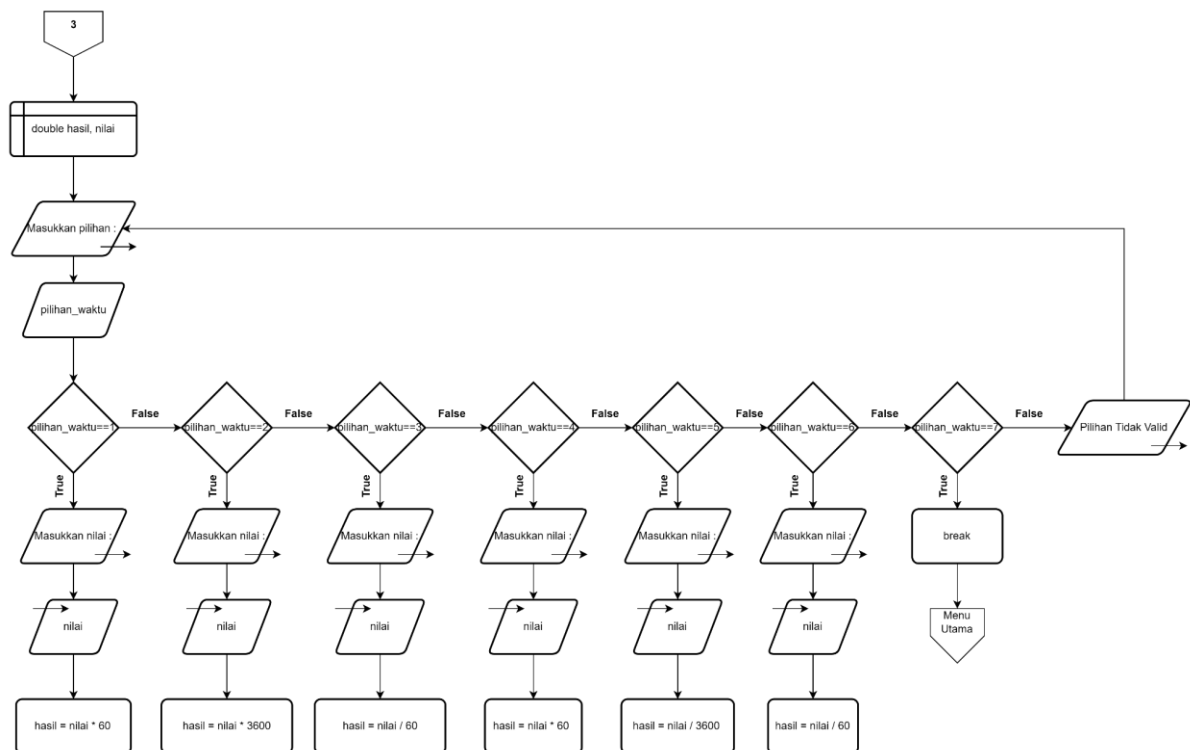 3
double hasil, nilai
Masukkan pilihan :
pilihan_waktu
pilihan_waktu==1
False
pilihan_waktu==2
False
pilihan_waktu==3
False
pilihan_waktu==4
False
pilihan_waktu==5
False
pilihan_waktu==6
False
pilihan_waktu==7
False
Pilihan Tidak Valid
True
True
True
True
True
True
True
Masukkan nilai :
Masukkan nilai :
Masukkan nilai :
Masukkan nilai :
Masukkan nilai :
Masukkan nilai :
break
nilai
nilai
nilai
nilai
nilai
nilai
Menu
Utama
hasil = nilai * 60
hasil = nilai * 3600
hasil = nilai / 60
hasil = nilai * 60
hasil = nilai / 3600
hasil = nilai / 60